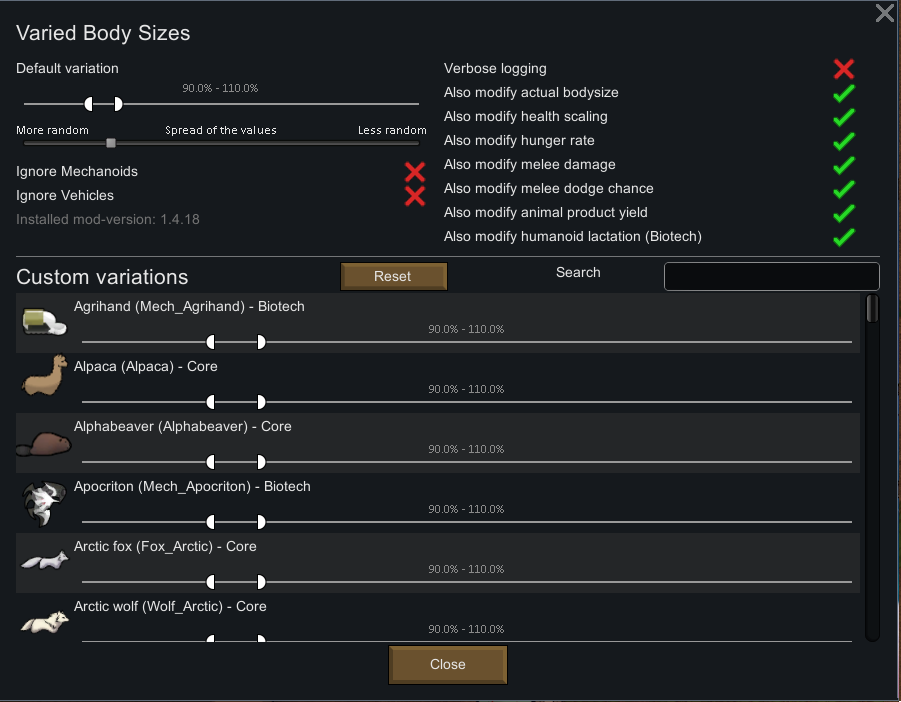 Varied Body Sizes
Default variation
90.0% - 110.0%
More random Spread of the values Less random
Ignore Mechanoids
Ignore Vehicles
Installed mod-version: 1.4.18
Verbose logging
Also modify actual bodysize
Also modify health scaling
Also modify hunger rate
Also modify melee damage
Also modify melee dodge chance
Also modify animal product yield
Also modify humanoid lactation (Biotech)
Custom variations Reset Search
Agrihand (Mech_Agrihand) - Biotech
90.0% - 110.0%
Alpaca (Alpaca) - Core
90.0% - 110.0%
Alphabeaver (Alphabeaver) - Core
90.0% - 110.0%
Apocriton (Mech_Apocriton) - Biotech
90.0% - 110.0%
Arctic fox (Fox_Arctic) - Core
90.0% - 110.0%
Arctic wolf (Wolf_Arctic) - Core
90.0% - 110.0%
Close